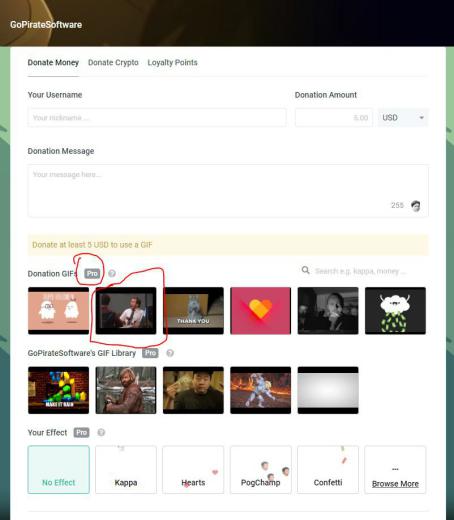 GoPirateSoftware
Donate Money Donate Crypto Loyalty Points
Your Username Donation Amount
Your nickname ... 5.00 USD
Donation Message
Your message here...
255
Donate at least 5 USD to use a GIF
Donation GIFs Pro ? Search e.g. kappa, money ...
THANK YOU
GoPirateSoftware's GIF Library Pro ?
MAKE IT RAIN
Your Effect Pro ?
No Effect Kappa Hearts PogChamp Confetti ... Browse More